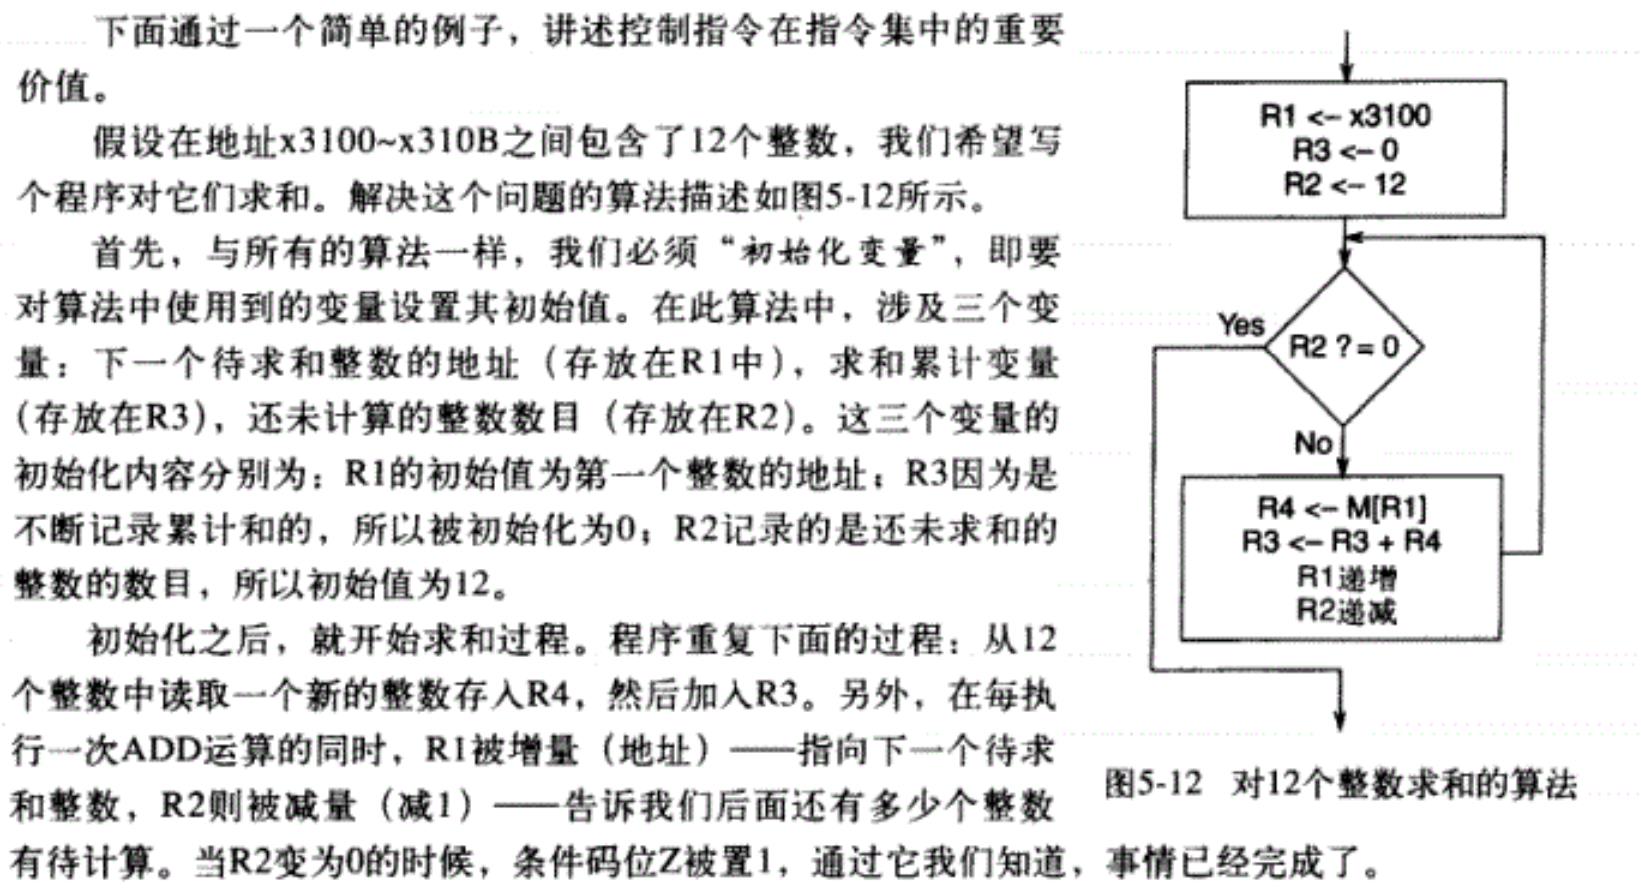 下面通过一个简单的例子，讲述控制指令在指令集中的重要
价值。
假设在地址x3100~x310B之间包含了12个整数，我们希望写
个程序对它们求和。解决这个问题的算法描述如图5-12所示。
首先，与所有的算法一样，我们必须“初始化变量”，即要
对算法中使用到的变量设置其初始值。在此算法中，涉及三个变
量：下一个待求和整数的地址（存放在R1中），求和累计变量
（存放在R3），还未计算的整数数目（存放在R2）。这三个变量的
初始化内容分别为：R1的初始值为第一个整数的地址；R3因为是
不断记录累计和的，所以被初始化为0；R2记录的是还未求和的
整数的数目，所以初始值为12。
初始化之后，就开始求和过程。程序重复下面的过程：从12
个整数中读取一个新的整数存入R4，然后加入R3。另外，在每执
行一次ADD运算的同时，R1被增量（地址）——指向下一个待求
和整数，R2则被减量（减1）——告诉我们后面还有多少个整数
有待计算。当R2变为0的时候，条件码位Z被置1，通过它我们知道，事情已经完成了。
R1 <– x3100
R3 <– 0
R2 <– 12
R2 ? = 0
Yes
No
R4 <– M[R1]
R3 <– R3 + R4
R1递增
R2递减
图5-12 对12个整数求和的算法